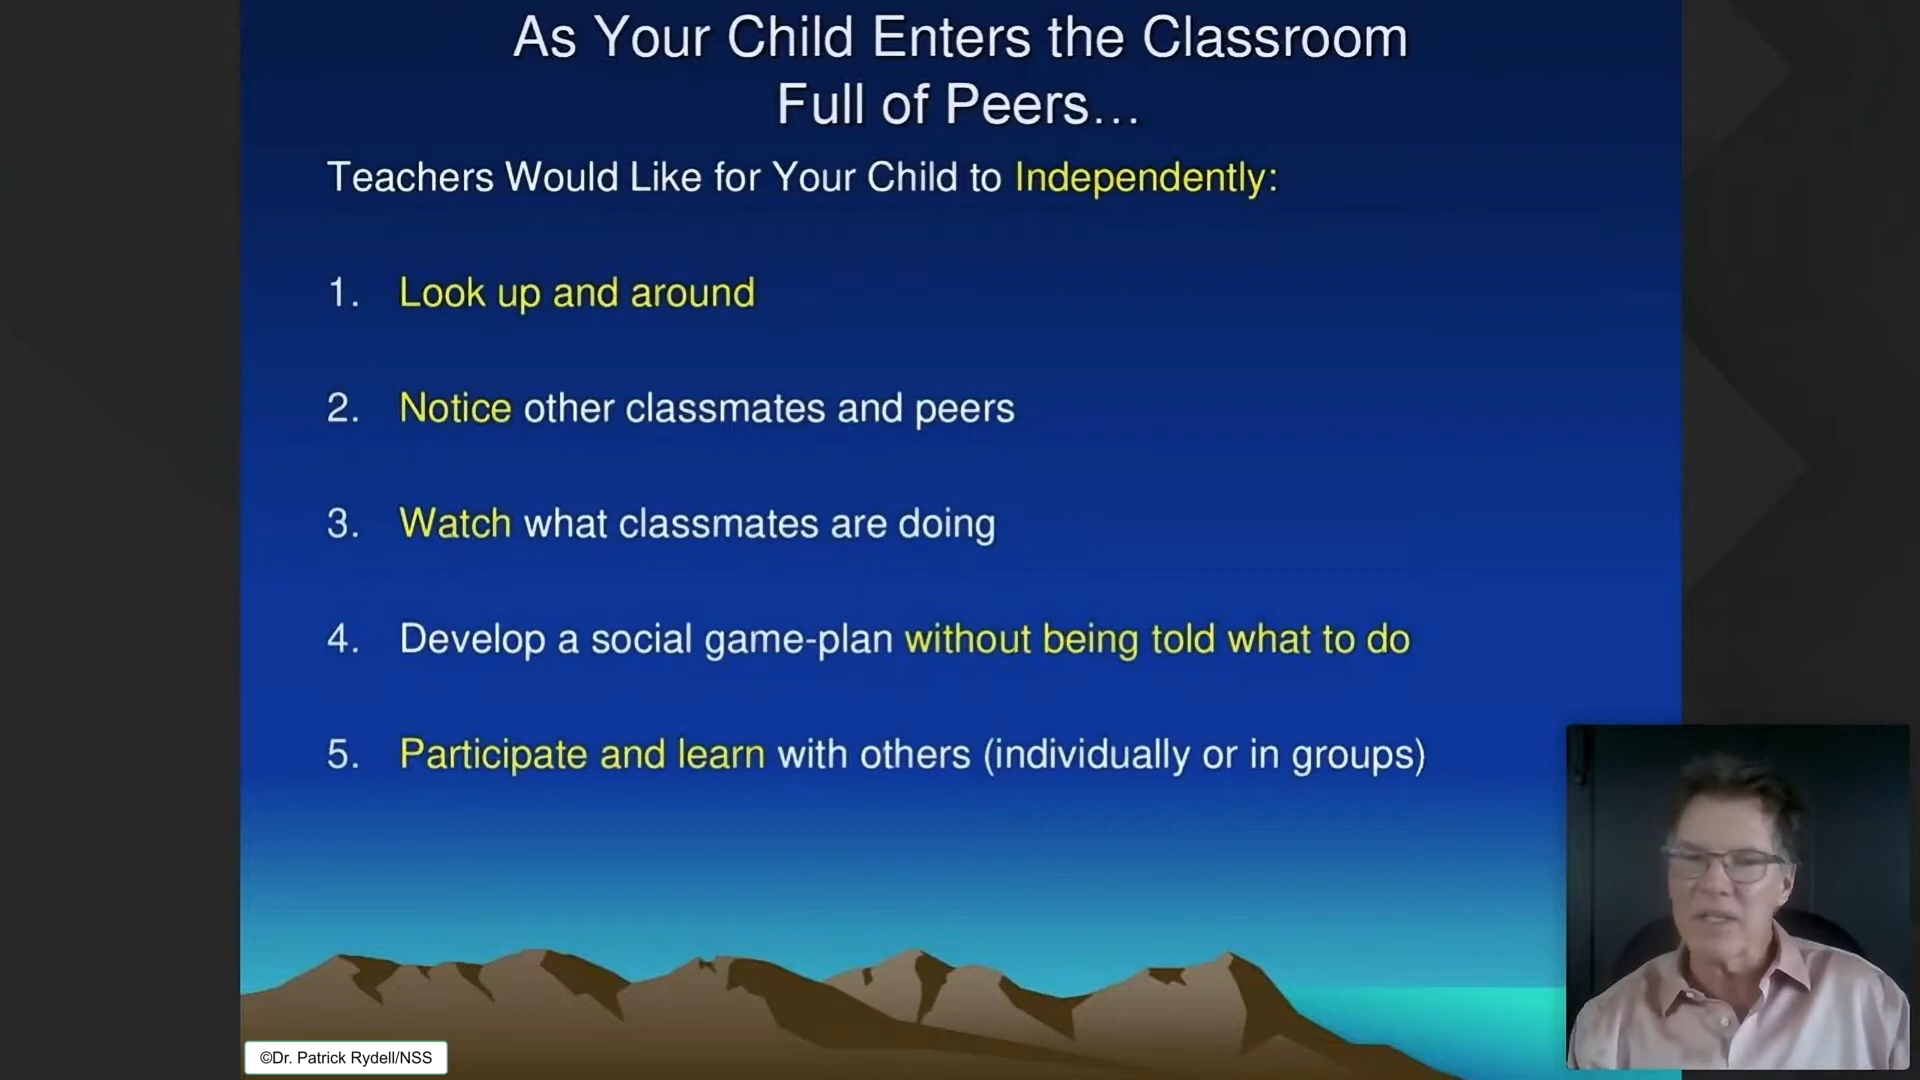 As Your Child Enters the Classroom
Full of Peers…
Teachers Would Like for Your Child to Independently:
1. Look up and around
2. Notice other classmates and peers
3. Watch what classmates are doing
4. Develop a social game-plan without being told what to do
5. Participate and learn with others (individually or in groups)
©Dr. Patrick Rydell/NSS